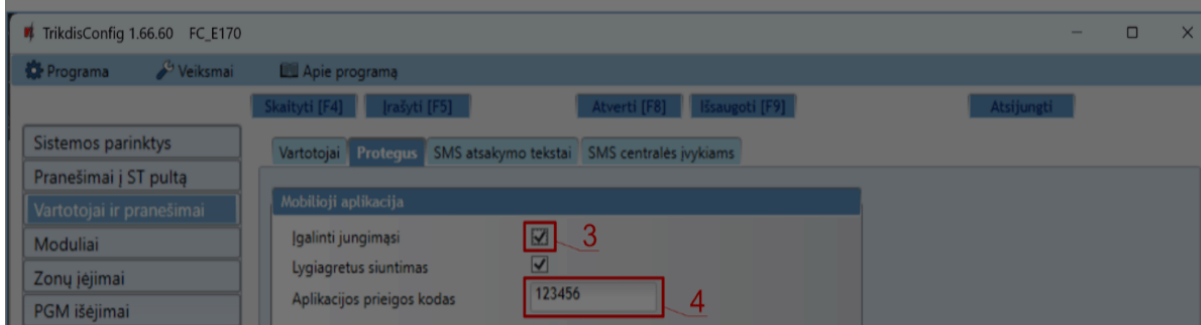 TrikdisConfig 1.66.60 FC_E170
Programa Veiksmai Apie programą
Skaityti [F4] Įrašyti [F5] Atverti [F8] Išsaugoti [F9] Atsijungti
Sistemos parinktys
Pranešimai į ST pultą
Vartotojai ir pranešimai
Moduliai
Zonų įėjimai
PGM išėjimai
Vartotojai Protegus SMS atsakymo tekstai SMS centralės įvykiams
Mobilioji aplikacija
Įgalinti jungimąsi 3
Lygiagretus siuntimas
Aplikacijos prieigos kodas 123456 4